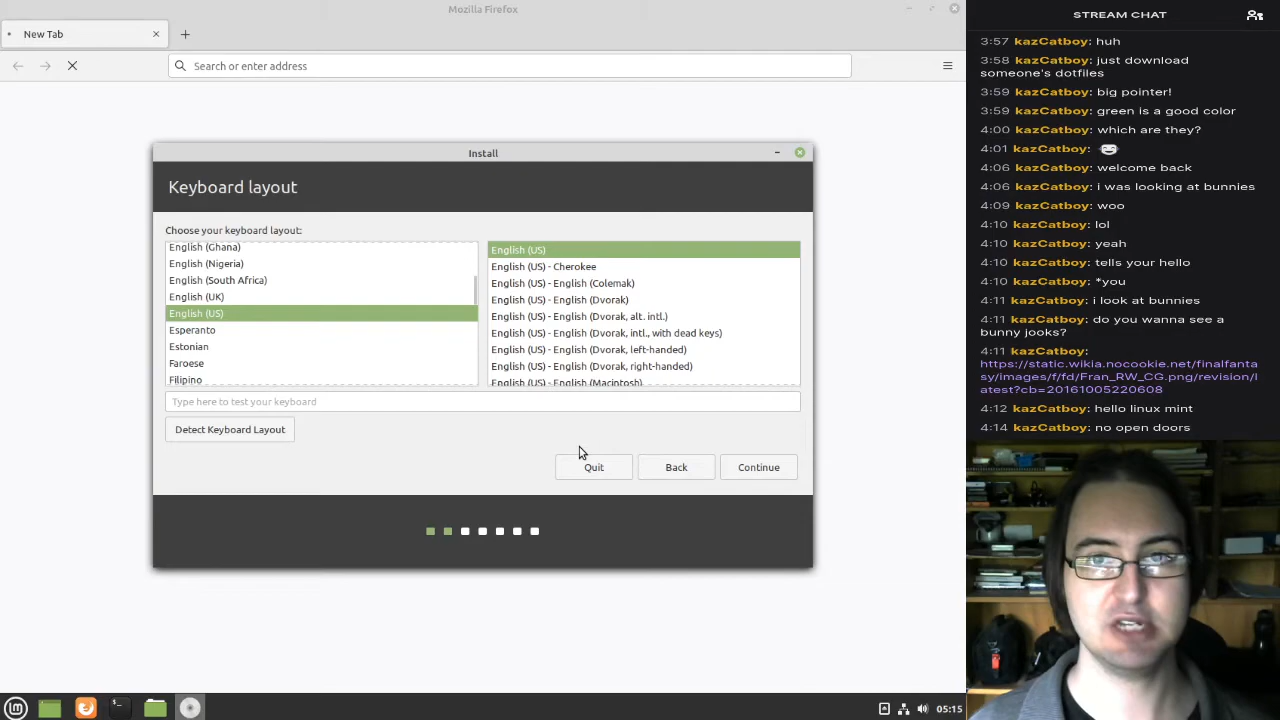 Mozilla Firefox
New Tab
Search or enter address
Install
Keyboard layout
Choose your keyboard layout:
English (Ghana)
English (Nigeria)
English (South Africa)
English (UK)
English (US)
Esperanto
Estonian
Faroese
Filipino
English (US)
English (US) - Cherokee
English (US) - English (Colemak)
English (US) - English (Dvorak)
English (US) - English (Dvorak, alt. intl.)
English (US) - English (Dvorak, intl., with dead keys)
English (US) - English (Dvorak, left-handed)
English (US) - English (Dvorak, right-handed)
English (US) - English (Macintosh)
Type here to test your keyboard
Detect Keyboard Layout
Quit
Back
Continue
05:15
STREAM CHAT
3:57 kazCatboy: huh
3:58 kazCatboy: just download
someone's dotfiles
3:59 kazCatboy: big pointer!
3:59 kazCatboy: green is a good color
4:00 kazCatboy: which are they?
4:01 kazCatboy:
4:06 kazCatboy: welcome back
4:06 kazCatboy: i was looking at bunnies
4:09 kazCatboy: woo
4:10 kazCatboy: lol
4:10 kazCatboy: yeah
4:10 kazCatboy: tells your hello
4:10 kazCatboy: *you
4:11 kazCatboy: i look at bunnies
4:11 kazCatboy: do you wanna see a
bunny jooks?
4:11 kazCatboy:
https://static.wikia.nocookie.net/finalfanta
sy/images/f/fd/Fran_RW_CG.png/revision/l
atest?cb=20161005220608
4:12 kazCatboy: hello linux mint
4:14 kazCatboy: no open doors